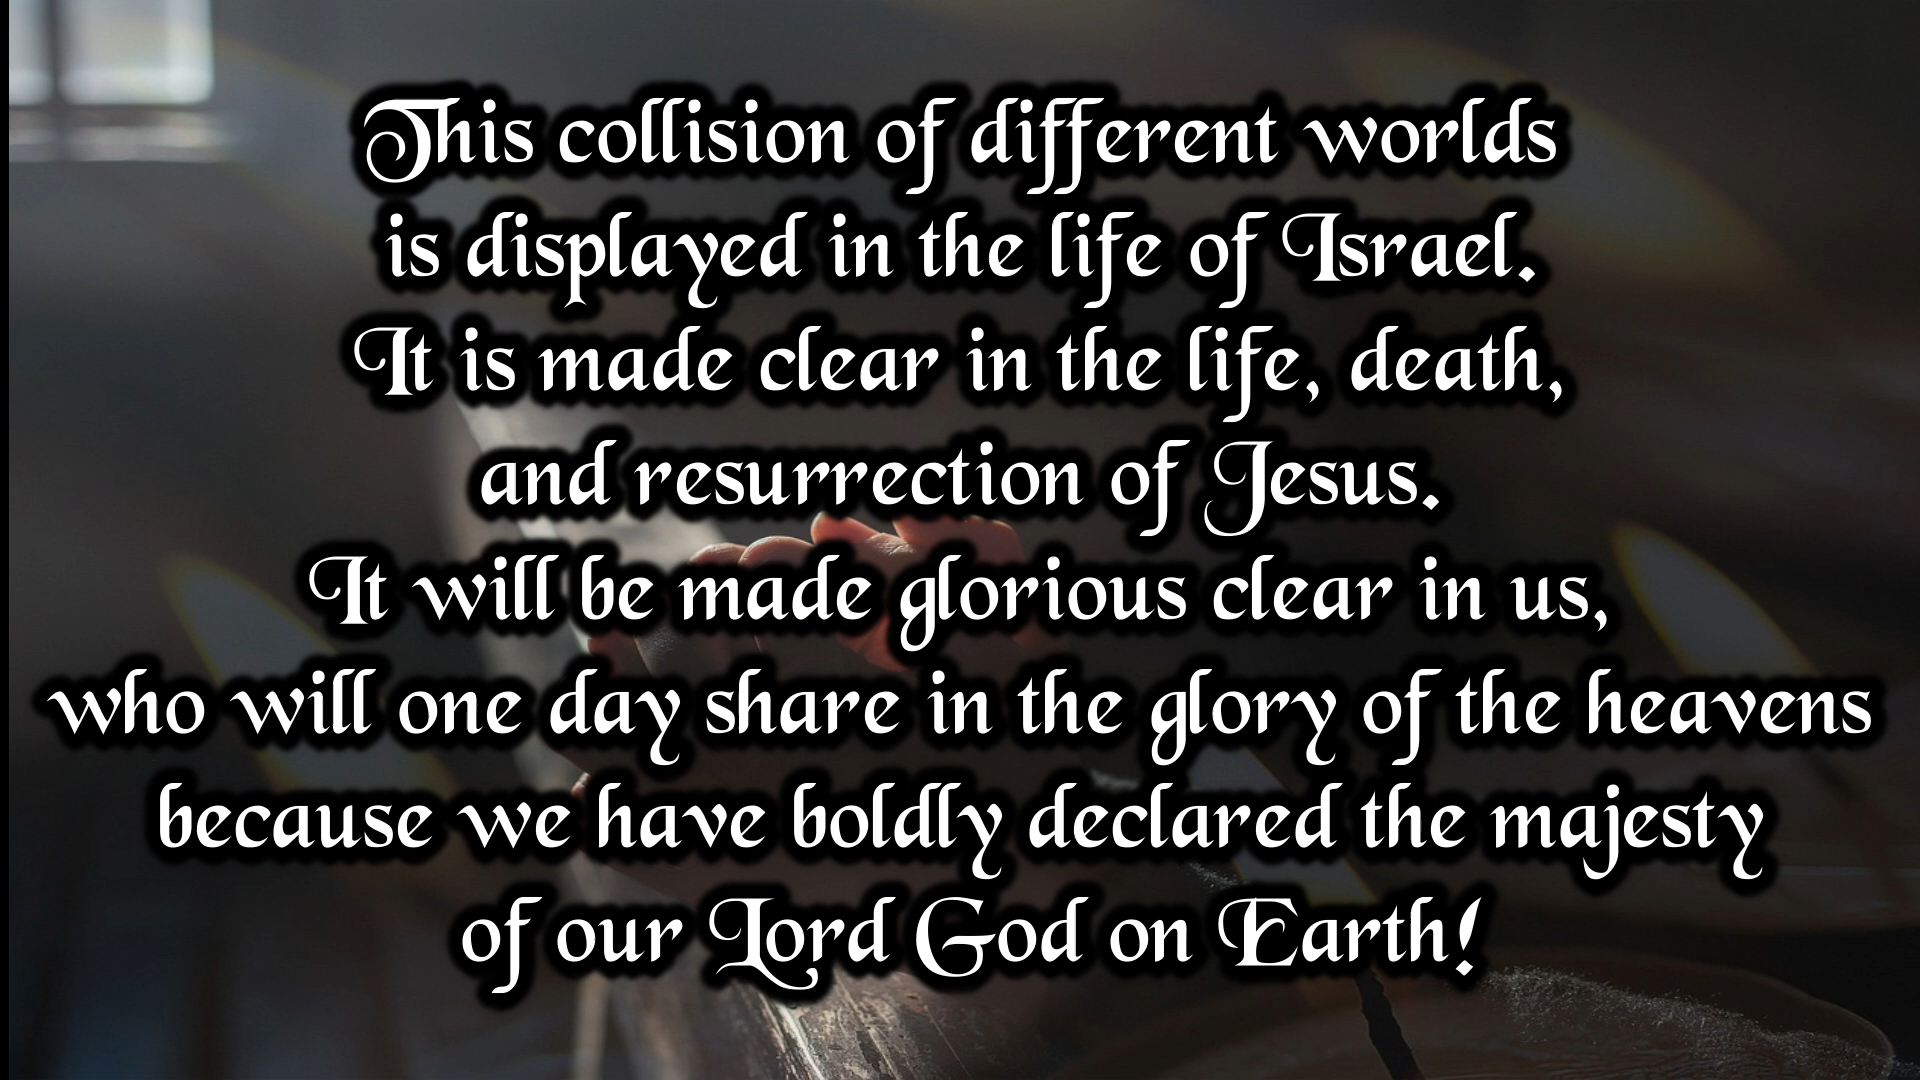 This collision of different worlds
is displayed in the life of Israel.
It is made clear in the life, death,
and resurrection of Jesus.
It will be made glorious clear in us,
who will one day share in the glory of the heavens
because we have boldly declared the majesty
of our Lord God on Earth!